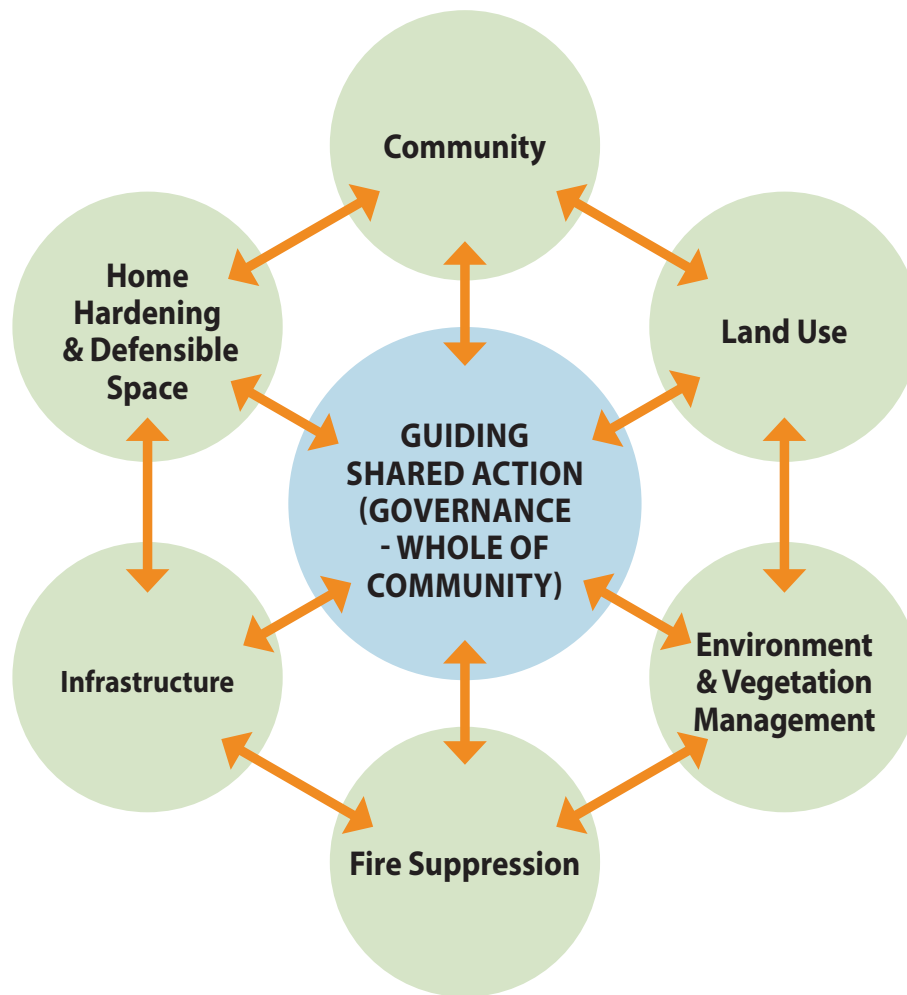 Community
Home
Hardening
& Defensible
Space
Land Use
GUIDING
SHARED ACTION
(GOVERNANCE
- WHOLE OF
COMMUNITY)
Infrastructure
Environment
& Vegetation
Management
Fire Suppression